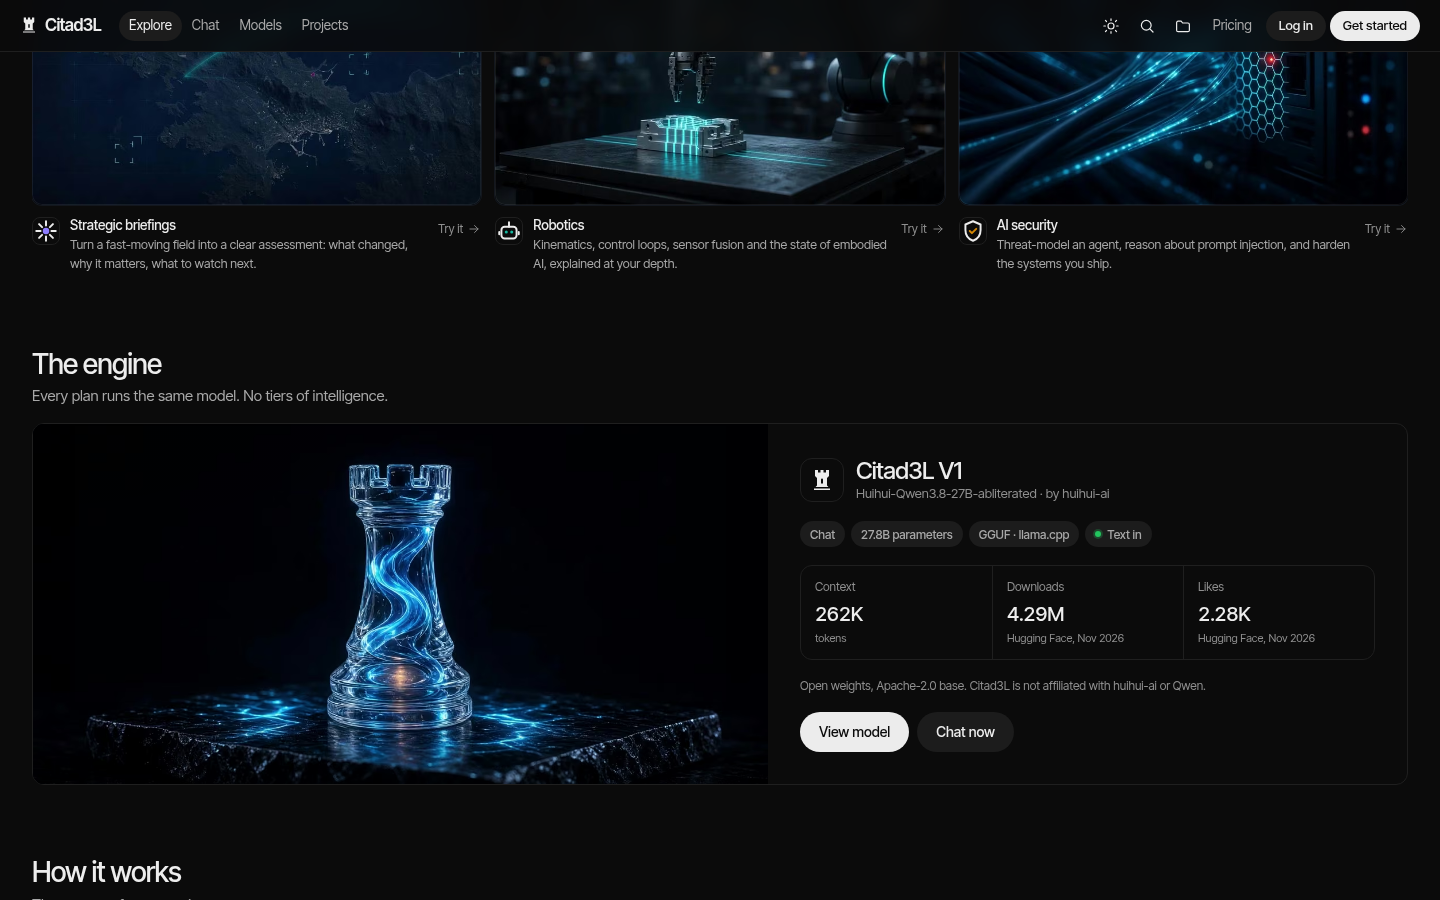 Citad3L Explore Chat Models Projects Pricing Log in Get started
Strategic briefings Try it →
Turn a fast-moving field into a clear assessment: what changed,
why it matters, what to watch next.
Robotics Try it →
Kinematics, control loops, sensor fusion and the state of embodied
AI, explained at your depth.
AI security Try it →
Threat-model an agent, reason about prompt injection, and harden
the systems you ship.
The engine
Every plan runs the same model. No tiers of intelligence.
Citad3L V1
Huihui-Qwen3.8-27B-abliterated · by huihui-ai
Chat 27.8B parameters GGUF · llama.cpp Text in
Context Downloads Likes
262K 4.29M 2.28K
tokens Hugging Face, Nov 2026 Hugging Face, Nov 2026
Open weights, Apache-2.0 base. Citad3L is not affiliated with huihui-ai or Qwen.
View model Chat now
How it works